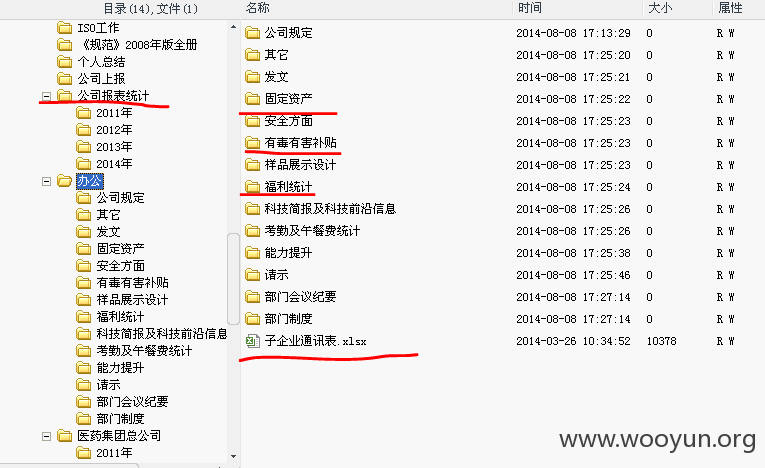 目录(14),文件(1)
ISO工作
《规范》2008年版全册
个人总结
公司上报
公司报表统计
2011年
2012年
2013年
2014年
办公
公司规定
其它
发文
固定资产
安全方面
有毒有害补贴
样品展示设计
福利统计
科技简报及科技前沿信息
考勤及午餐费统计
能力提升
请示
部门会议纪要
部门制度
医药集团总公司
2011年
名称 时间 大小 属性
公司规定 2014-08-08 17:13:29 0 R W
其它 2014-08-08 17:25:20 0 R W
发文 2014-08-08 17:25:21 0 R W
固定资产 2014-08-08 17:25:22 0 R W
安全方面 2014-08-08 17:25:23 0 R W
有毒有害补贴 2014-08-08 17:25:23 0 R W
样品展示设计 2014-08-08 17:25:23 0 R W
福利统计 2014-08-08 17:25:24 0 R W
科技简报及科技前沿信息 2014-08-08 17:25:26 0 R W
考勤及午餐费统计 2014-08-08 17:25:26 0 R W
能力提升 2014-08-08 17:25:38 0 R W
请示 2014-08-08 17:25:46 0 R W
部门会议纪要 2014-08-08 17:27:14 0 R W
部门制度 2014-08-08 17:27:14 0 R W
子企业通讯表.xlsx 2014-03-26 10:34:52 10378 R W
www.wooyun.org